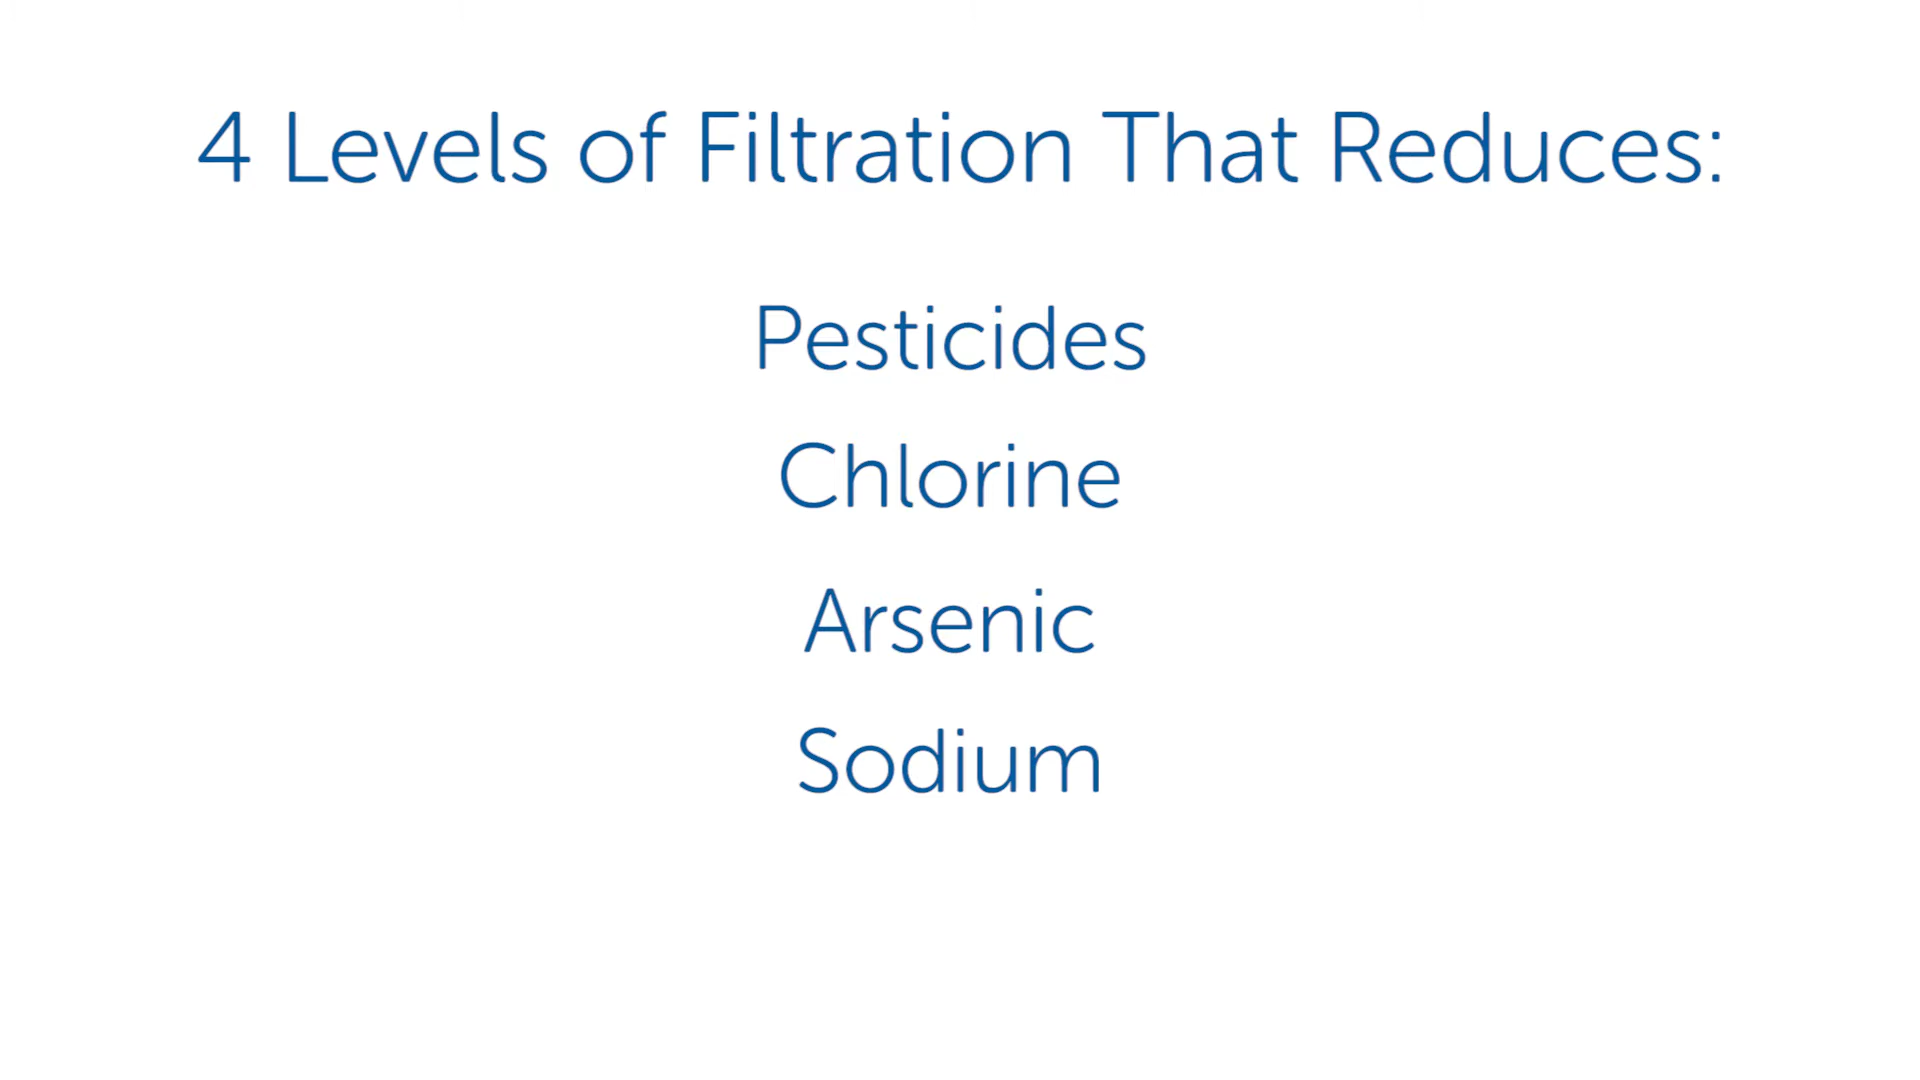 4 Levels of Filtration That Reduces:
Pesticides
Chlorine
Arsenic
Sodium